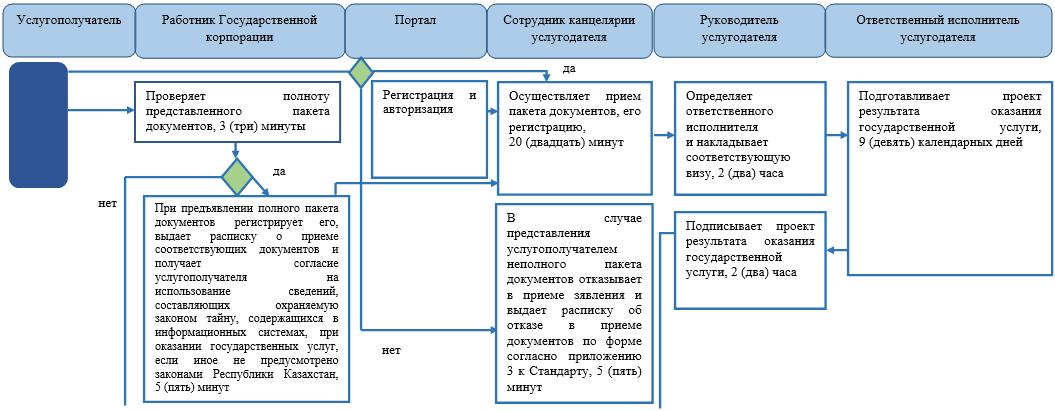 Услугополучатель
Работник Государственной
корпорации
Портал
Сотрудник канцелярии
услугодателя
Руководитель
услугодателя
Ответственный исполнитель
услугодателя
да
Проверяет полноту
представленного пакета
документов, 3 (три) минуты
Регистрация и
авторизация
Осуществляет прием
пакета документов, его
регистрацию,
20 (двадцать) минут
Определяет
ответственного
исполнителя
и накладывает
соответствующую
визу, 2 (два) часа
Подготавливает проект
результата оказания
государственной услуги,
9 (девять) календарных дней
да
нет
При предъявлении полного пакета
документов регистрирует его,
выдает расписку о приеме
соответствующих документов и
получает согласие
услугополучателя на
использование сведений,
составляющих охраняемую
законом тайну, содержащихся в
информационных системах, при
оказании государственных услуг,
если иное не предусмотрено
законами Республики Казахстан,
5 (пять) минут
нет
В случае
представления
услугополучателем
неполного пакета
документов отказывает
в приеме зявления и
выдает расписку об
отказе в приеме
документов по форме
согласно приложению
3 к Стандарту, 5 (пять)
минут
Подписывает проект
результата оказания
государственной
услуги, 2 (два) часа